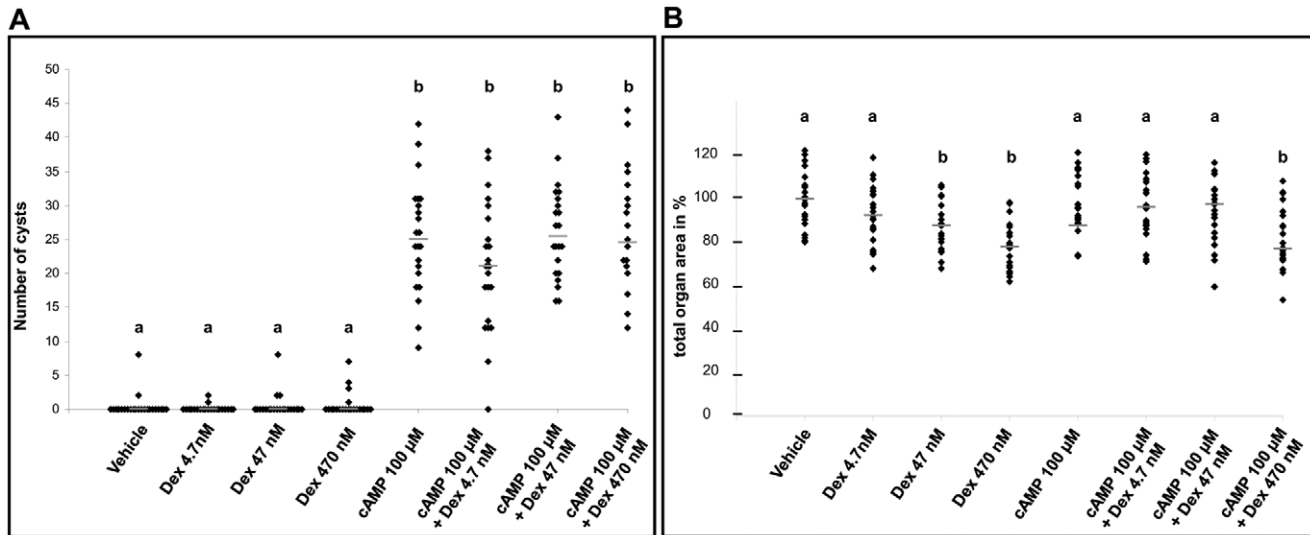 A
Number of cysts
50
45
40
35
30
25
20
15
10
5
0
a a a a b b b b
Vehicle
Dex 4.7nM
Dex 47 nM
Dex 470 nM
cAMP 100 µM
cAMP 100 µM
+ Dex 4.7 nM
cAMP 100 µM
+ Dex 47 nM
cAMP 100 µM
+ Dex 470 nM
B
total organ area in %
120
100
80
60
40
20
0
a a b b a a a b
Vehicle
Dex 4.7nM
Dex 47 nM
Dex 470 nM
cAMP 100 µM
cAMP 100 µM
+ Dex 4.7 nM
cAMP 100 µM
+ Dex 47 nM
cAMP 100 µM
+ Dex 470 nM